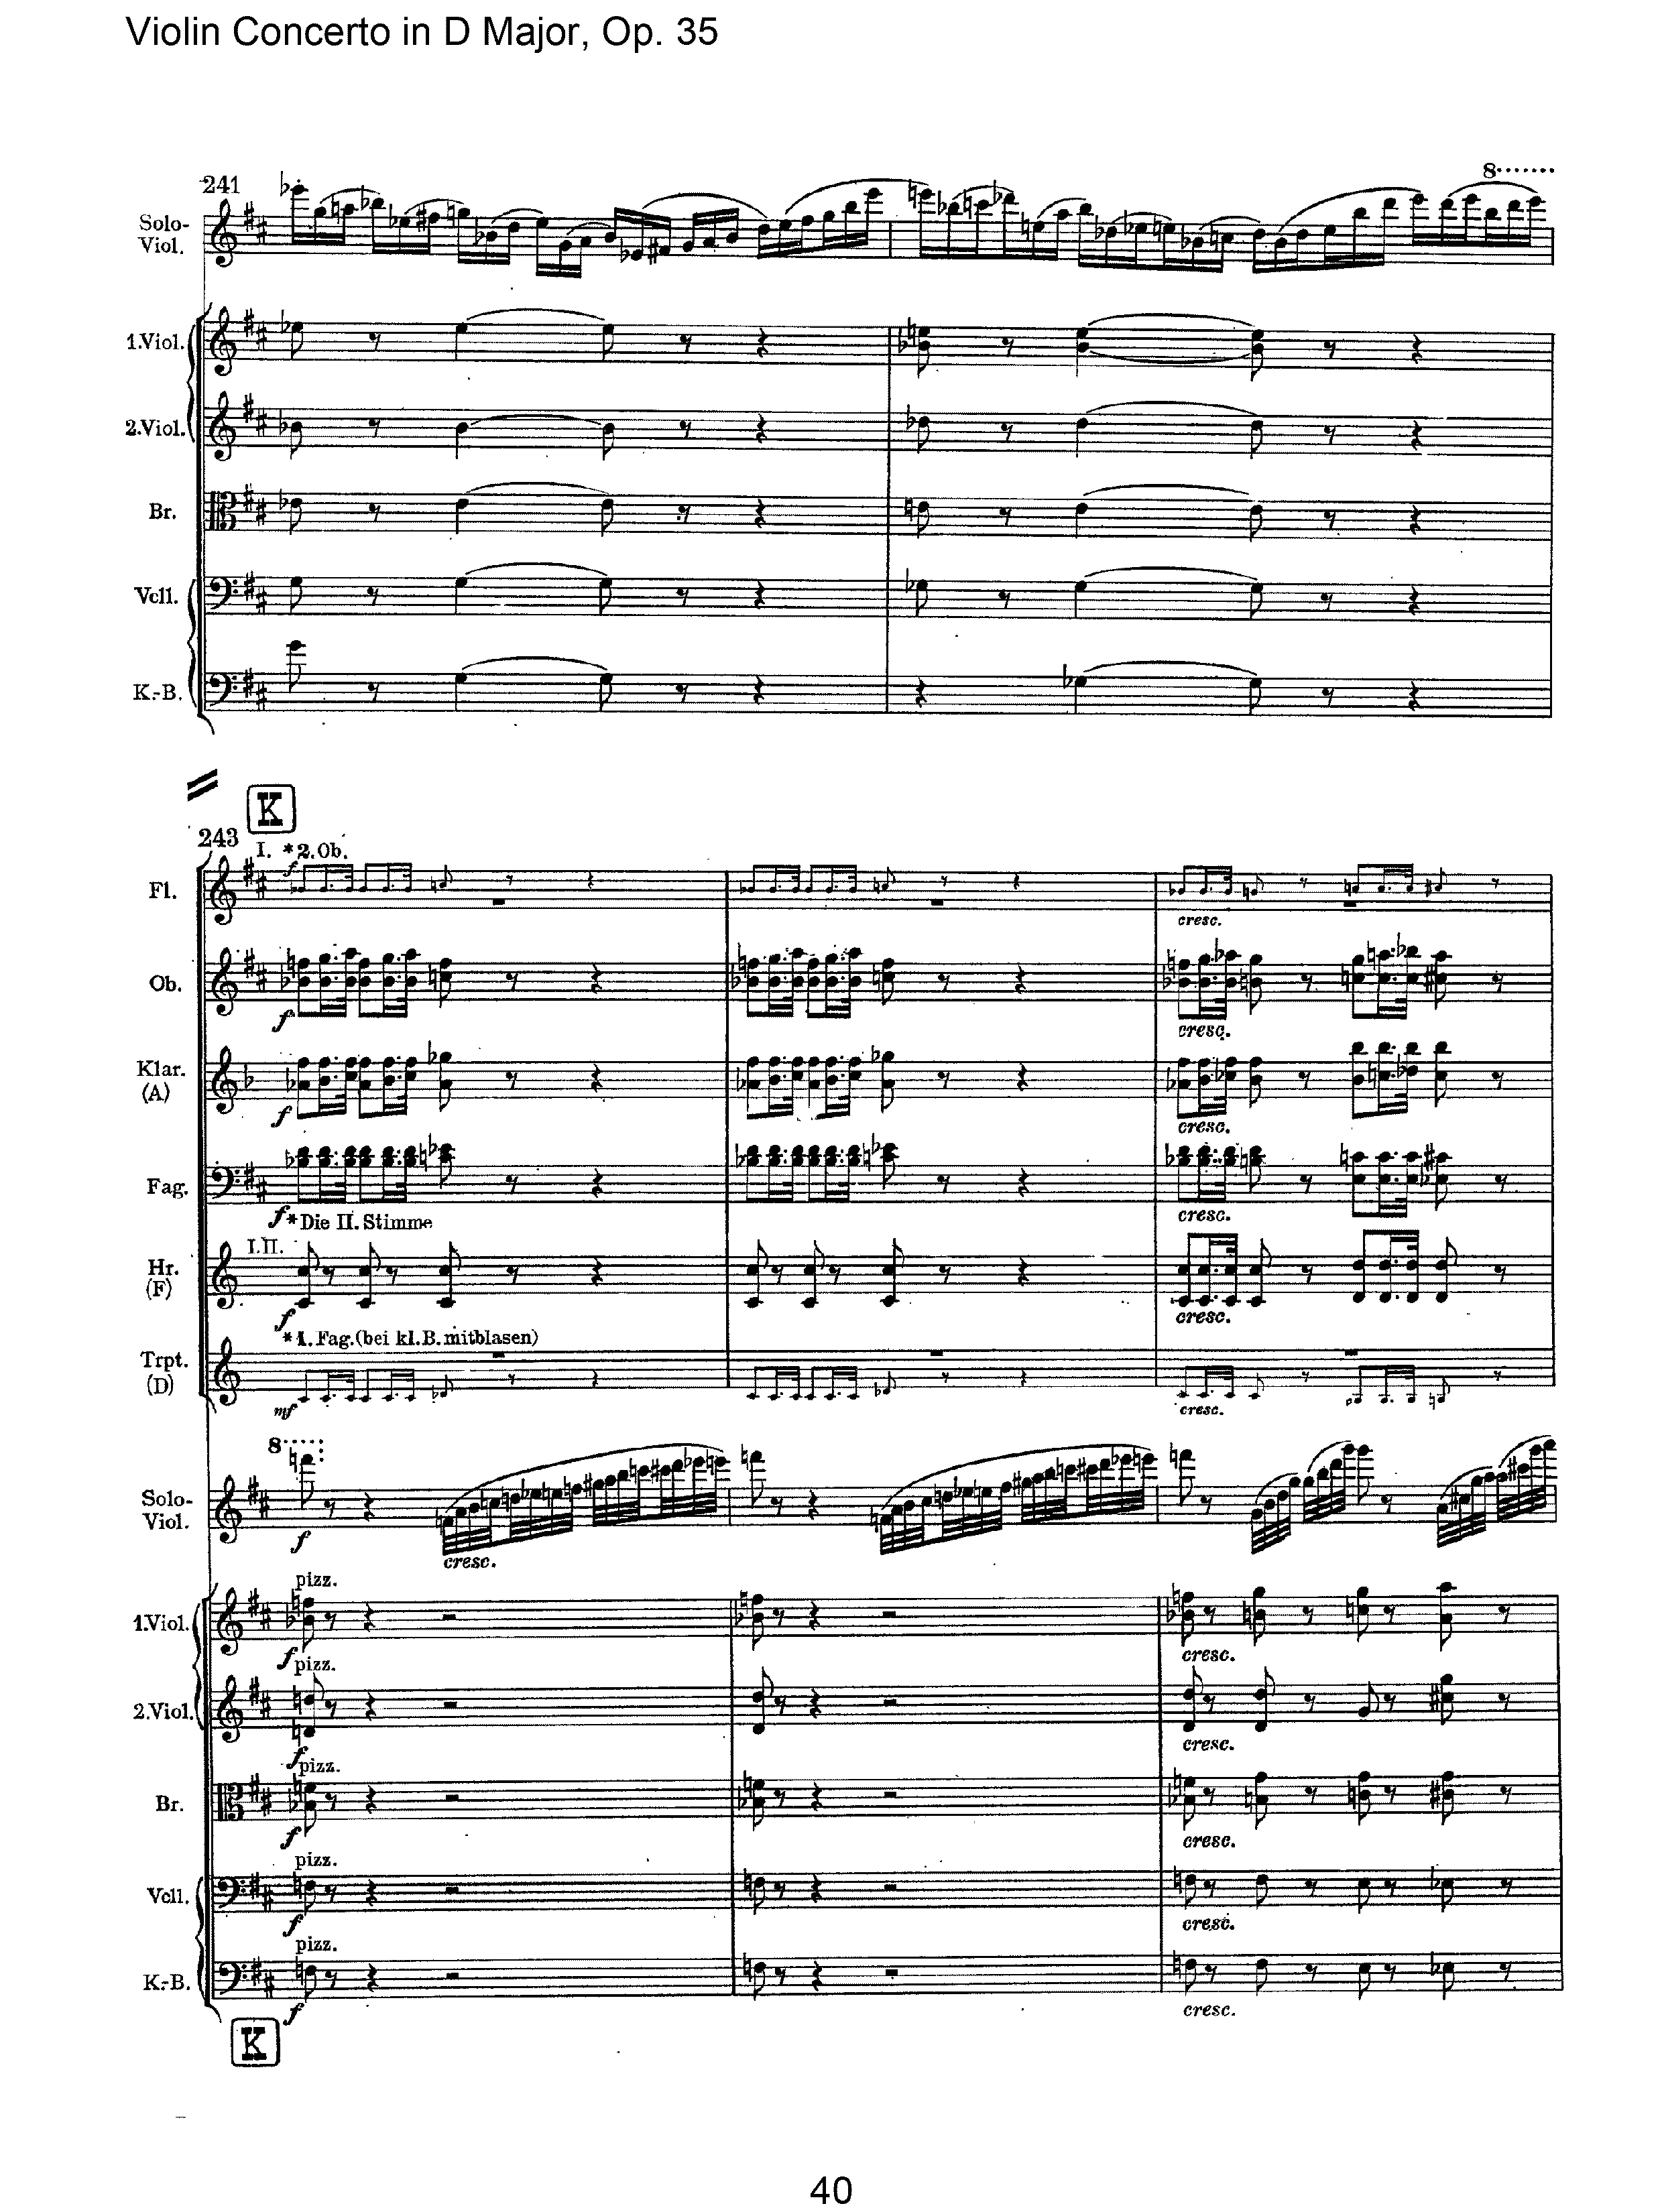 Violin Concerto in D Major, Op. 35
241
8
Solo-
Viol.
1.Viol.
2.Viol.
Br.
Vcll.
K.-B.
K
243
I. *2. Ob.
f
Fl.
cresc.
Ob.
f
cresc.
Klar.
(A)
f
cresc.
Fag.
f
cresc.
*Die II. Stimme
I.II.
Hr.
(F)
f
cresc.
*1. Fag. (bei kl. B. mitblasen)
Trpt.
(D)
mf
cresc.
8
Solo-
Viol.
f
cresc.
pizz.
1.Viol.
f
cresc.
pizz.
2.Viol.
f
cresc.
pizz.
Br.
f
cresc.
pizz.
Vcll.
f
cresc.
pizz.
K.-B.
f
cresc.
K
40